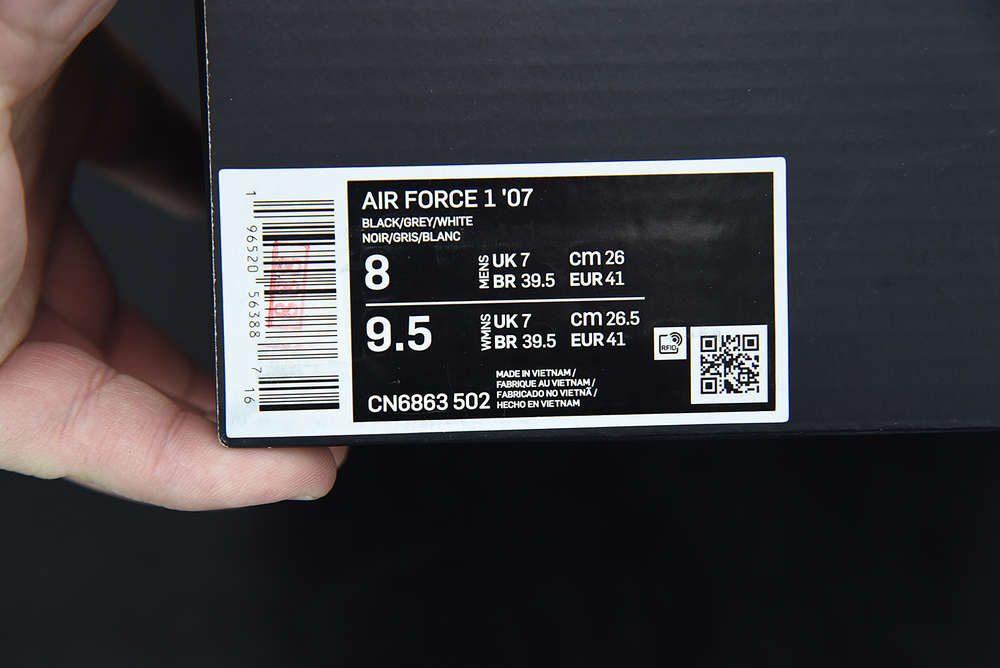 AIR FORCE 1 '07
BLACK/GREY/WHITE
NOIR/GRIS/BLANC
8 MENS UK 7 cm 26
BR 39.5 EUR 41
9.5 WMNS UK 7 cm 26.5
BR 39.5 EUR 41
RFID
MADE IN VIETNAM /
FABRIQUE AU VIETNAM /
FABRICADO NO VIETNÃ /
HECHO EN VIETNAM
CN6863 502
1 96520 56388 7 16